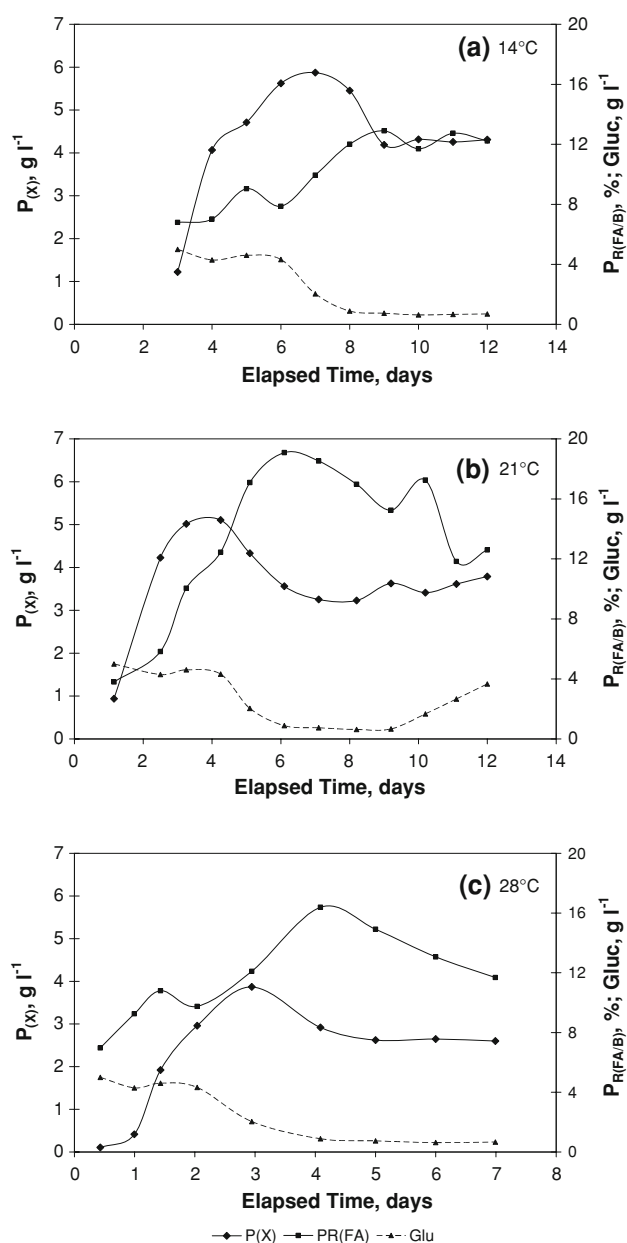 (a) 14°C
7 6 5 4 3 2 1 0
20 16 12 8 4 0
P(X), g l-1
PR(FA/B), %; Gluc, g l-1
0 2 4 6 8 10 12 14
Elapsed Time, days
(b) 21°C
7 6 5 4 3 2 1 0
20 16 12 8 4 0
P(X), g l-1
PR(FA/B), %; Gluc, g l-1
0 2 4 6 8 10 12 14
Elapsed Time, days
(c) 28°C
7 6 5 4 3 2 1 0
20 16 12 8 4 0
P(X), g l-1
PR(FA/B), %; Gluc, g l-1
0 1 2 3 4 5 6 7 8
Elapsed Time, days
P(X) PR(FA) Glu